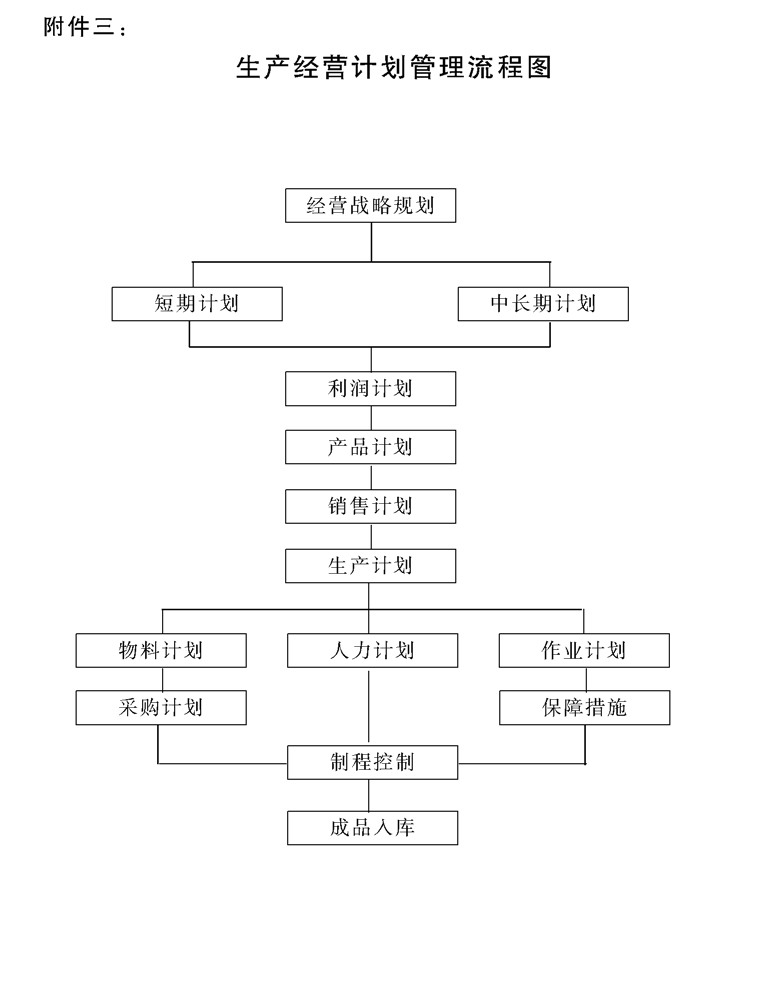 附件三：
生产经营计划管理流程图
经营战略规划
短期计划
中长期计划
利润计划
产品计划
销售计划
生产计划
物料计划
人力计划
作业计划
采购计划
保障措施
制程控制
成品入库